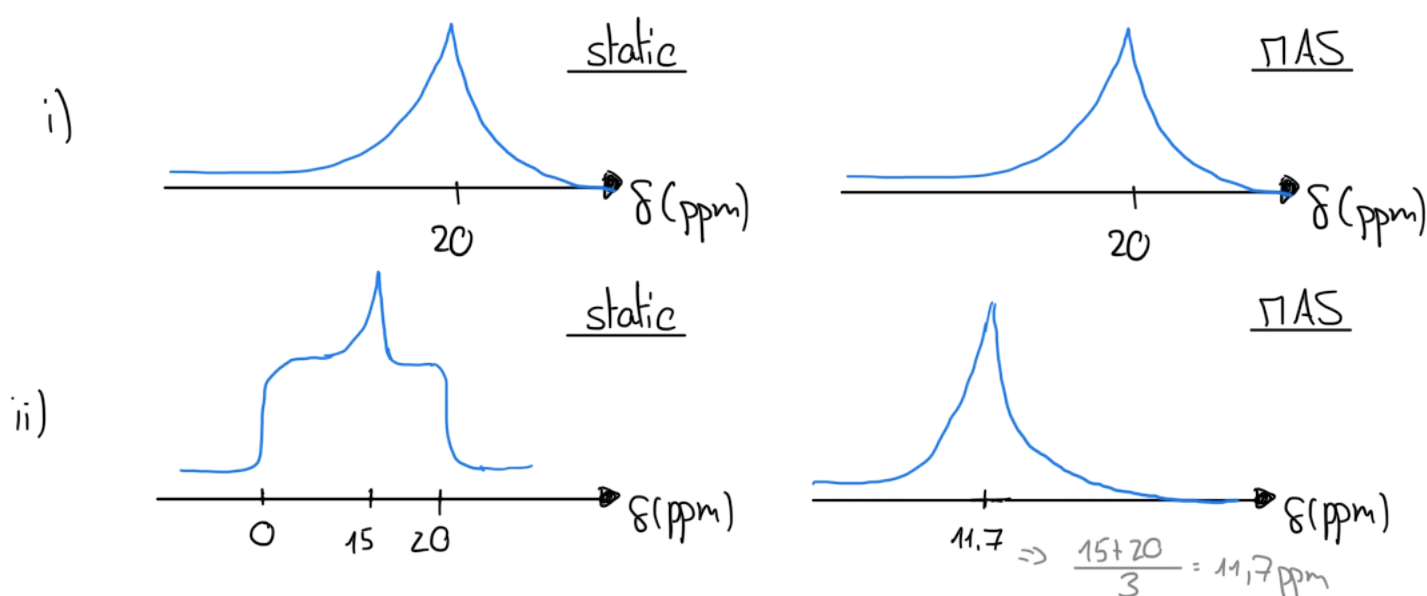 static
MAS
i)
δ(ppm)
δ(ppm)
20
20
static
MAS
ii)
δ(ppm)
δ(ppm)
0 15 20
11.7 => 15+20 / 3 = 11,7 ppm